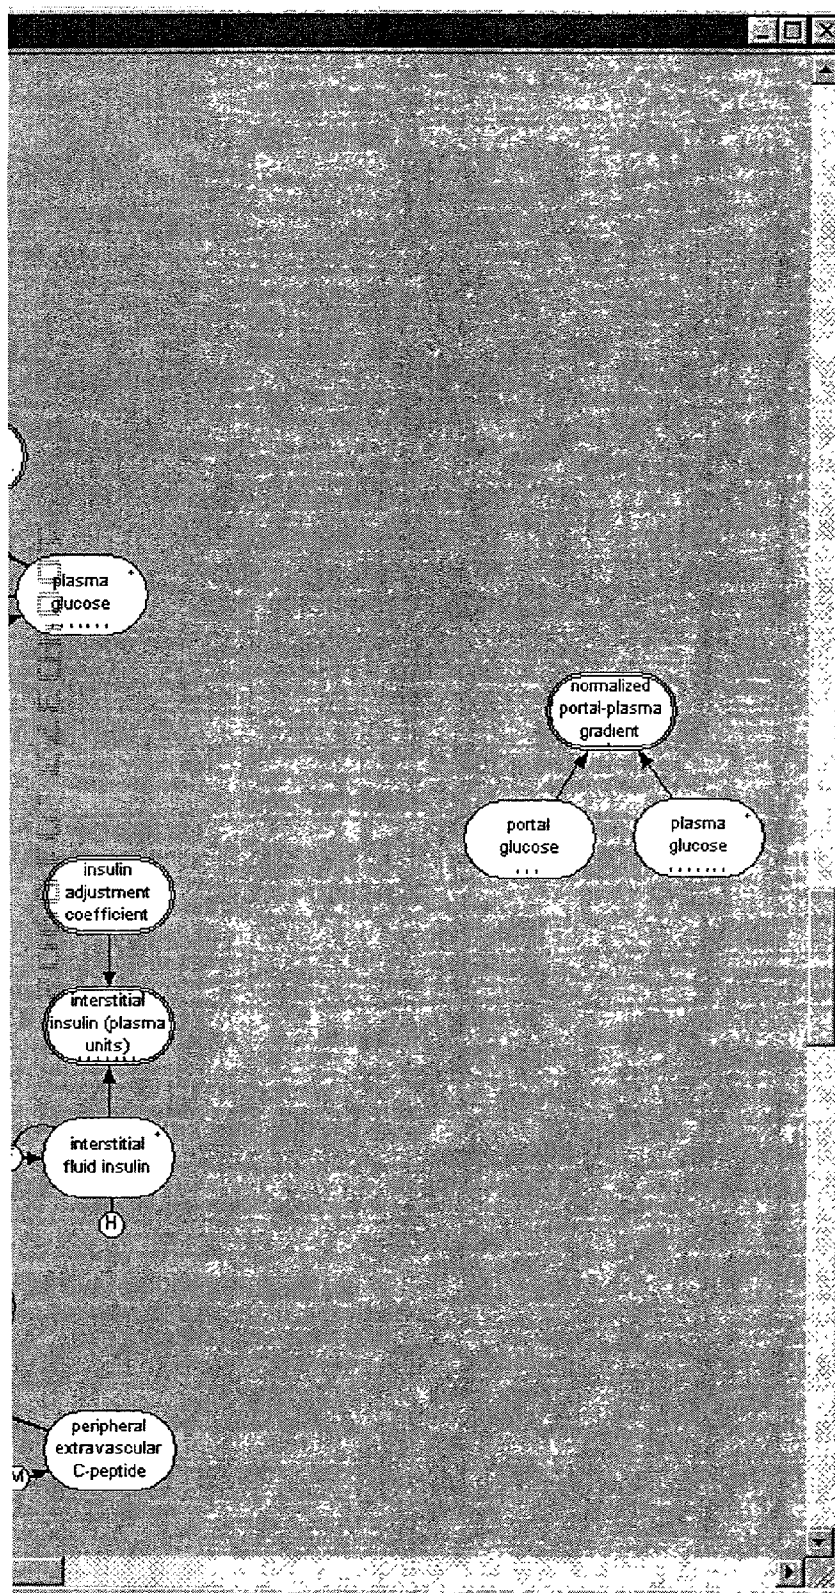 plasma
glucose
normalized
portal-plasma
gradient
portal
glucose
plasma
glucose
insulin
adjustment
coefficient
interstitial
insulin (plasma
units)
interstitial
fluid insulin
H
peripheral
extravascular
C-peptide
M